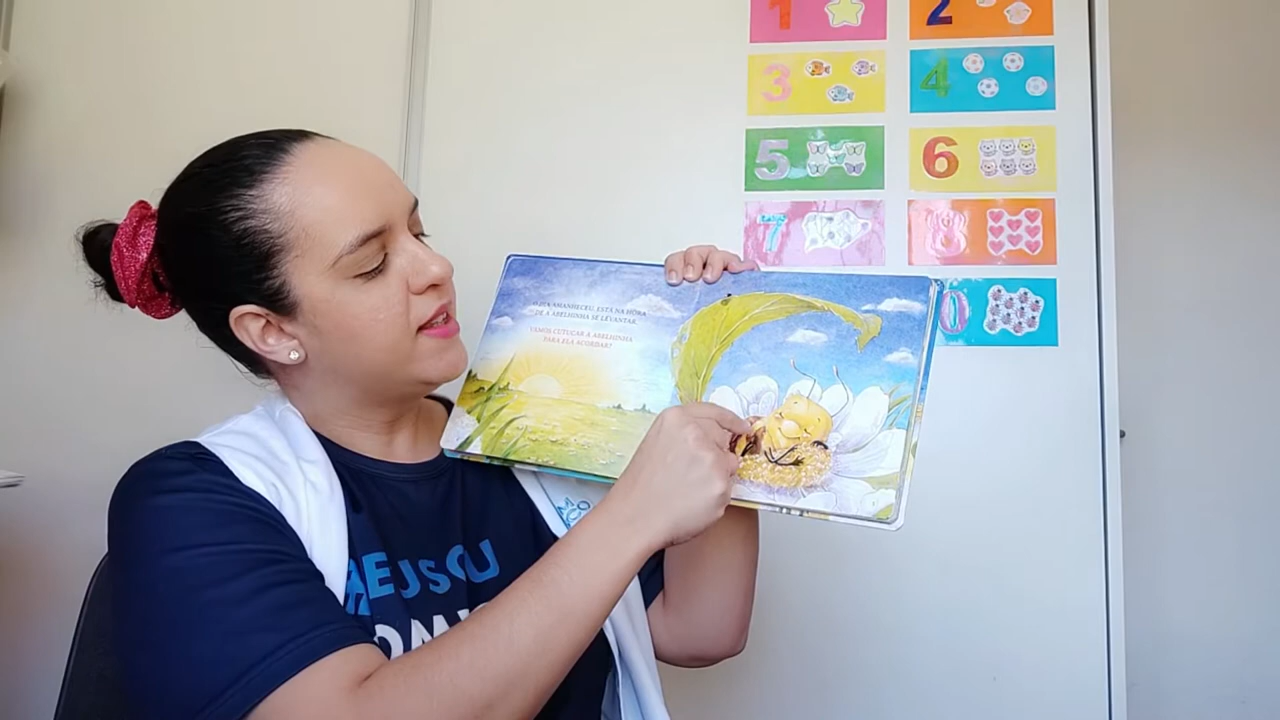 1
2
3
4
5
6
7
8
0
O DIA AMANHECEU, ESTÁ NA HORA
DE A ABELHINHA SE LEVANTAR.
VAMOS CUTUCAR A ABELHINHA
PARA ELA ACORDAR?